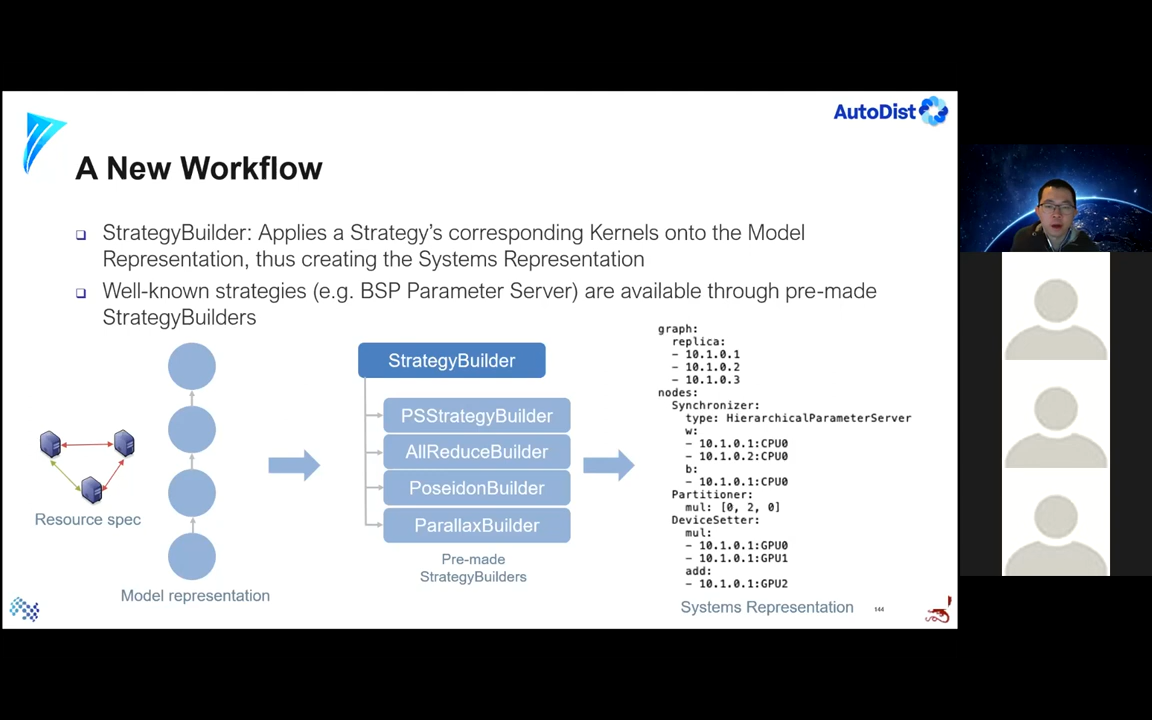 AutoDist
A New Workflow
StrategyBuilder: Applies a Strategy's corresponding Kernels onto the Model
Representation, thus creating the Systems Representation
Well-known strategies (e.g. BSP Parameter Server) are available through pre-made
StrategyBuilders
Resource spec
Model representation
StrategyBuilder
PSStrategyBuilder
AllReduceBuilder
PoseidonBuilder
ParallaxBuilder
Pre-made
StrategyBuilders
graph:
replica:
- 10.1.0.1
- 10.1.0.2
- 10.1.0.3
nodes:
Synchronizer:
type: HierarchicalParameterServer
w:
- 10.1.0.1:CPU0
- 10.1.0.2:CPU0
b:
- 10.1.0.1:CPU0
Partitioner:
mul: [0, 2, 0]
DeviceSetter:
mul:
- 10.1.0.1:GPU0
- 10.1.0.1:GPU1
add:
- 10.1.0.1:GPU2
Systems Representation
144